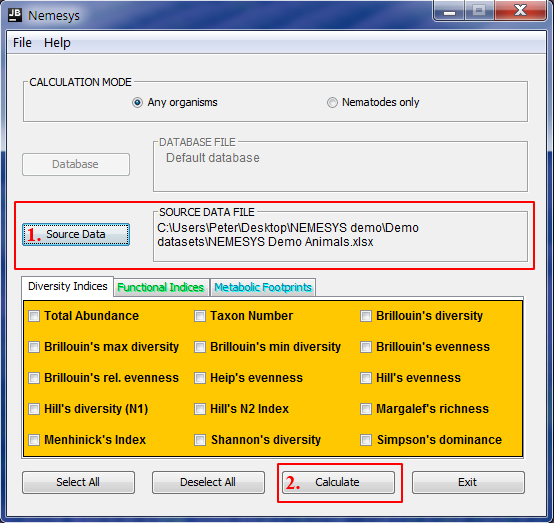 JB Nemesys
File Help
CALCULATION MODE
Any organisms Nematodes only
DATABASE FILE
Database Default database
SOURCE DATA FILE
1. Source Data C:\Users\Peter\Desktop\NEMESYS demo\Demo
datasets\NEMESYS Demo Animals.xlsx
Diversity Indices Functional Indices Metabolic Footprints
Total Abundance Taxon Number Brillouin's diversity
Brillouin's max diversity Brillouin's min diversity Brillouin's evenness
Brillouin's rel. evenness Heip's evenness Hill's evenness
Hill's diversity (N1) Hill's N2 Index Margalef's richness
Menhinick's Index Shannon's diversity Simpson's dominance
Select All Deselect All 2. Calculate Exit